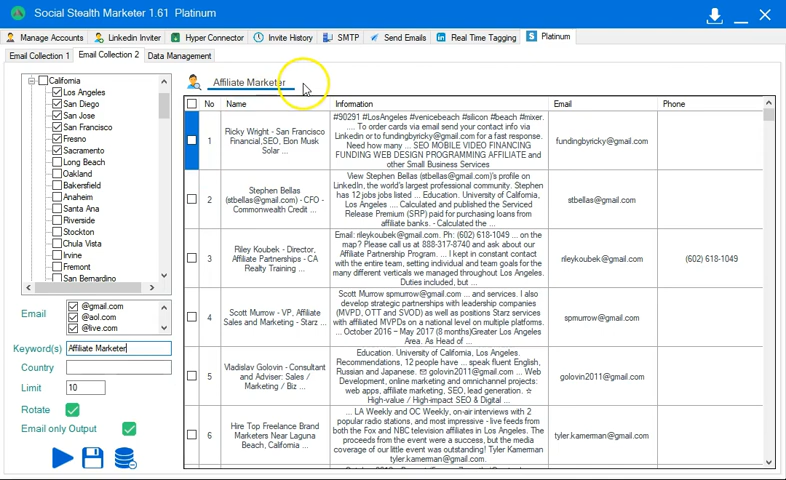 Social Stealth Marketer 1.61 Platinum
Manage Accounts
Linkedin Inviter
Hyper Connector
Invite History
SMTP
Send Emails
Real Time Tagging
Platinum
Email Collection 1
Email Collection 2
Data Management
California
Los Angeles
San Diego
San Jose
San Francisco
Fresno
Sacramento
Long Beach
Oakland
Bakersfield
Anaheim
Santa Ana
Riverside
Stockton
Chula Vista
Irvine
Fremont
San Bernardino
Email
@gmail.com
@aol.com
@live.com
Keyword(s)
Affiliate Marketer
Country
Limit
10
Rotate
Email only Output
Affiliate Marketer
No Name Infomation Email Phone
1
Ricky Wright - San Francisco
Financial,SEO, Elon Musk
Solar ...
#90291 #LosAngeles #venicebeach #silicon #beach #mixer.
.... To order cards via email send your contact info via
Linkedin or to fundingbyricky@gmail.com for a fast response.
Need how many ... SEO MOBILE VIDEO FINANCING
FUNDING WEB DESIGN PROGRAMMING AFFILIATE and
other Small Business Services
fundingbyricky@gmail.com
2
Stephen Bellas
(stbellas@gmail.com) - CFO -
Commonwealth Credit ...
View Stephen Bellas (stbellas@gmail.com)'s profile on
LinkedIn, the world's largest professional community. Stephen
has 12 jobs jobs listed ... Education. University of California,
Los Angeles .... Calculated and published the Serviced
Release Premium (SRP) paid for purchasing loans from
affiliate banks. - Calculated the ...
stbellas@gmail.com
3
Riley Koubek - Director,
Affiliate Partnerships - CA
Realty Training ...
Email: rileykoubek@gmail.com. Ph: (602) 618-1049 ... on the
map? Please call us at 888-317-8740 and ask about our
Affiliate Partnership Program. ... I kept in constant contact
with the entire team, setting individual and team goals for the
many different verticals we managed throughout Los Angeles.
Duties included, but ...
rileykoubek@gmail.com
(602) 618-1049
4
Scott Murrow - VP, Affiliate
Sales and Marketing - Starz ...
Scott Murrow spmurrow@gmail.com ... and services. I also
develop strategic partnerships with leadership companies
(MVPD, OTT and SVOD) as well as positions Starz services
with affiliated MVPDs on a national level on multiple platforms.
... October 2016 – May 2017 (8 months)Greater Los Angeles
Area. As Head of ...
spmurrow@gmail.com
5
Vladislav Golovin - Consultant
and Adviser: Sales /
Marketing / Biz ...
Education. University of California, Los Angeles.
Recommendations, 12 people have ... speak fluent English,
Russian and Japanese. ✉ golovin2011@gmail.com ... Web
Development, online marketing and omnichannel projects:
web apps, affiliate marketing, SEO, lead generation. ☆
High-value / High-impact SEO & Digital ...
golovin2011@gmail.com
6
Hire Top Freelance Brand
Marketers Near Laguna
Beach, California ...
... LA Weekly and OC Weekly, on-air interviews with 2
popular radio stations, and most impressive - live feeds from
both the Fox and NBC television affiliates in Los Angeles. The
proceeds from the event were a success, but the media
coverage of our little event was outstanding! Tyler Kamerman
tyler.kamerman@gmail.com